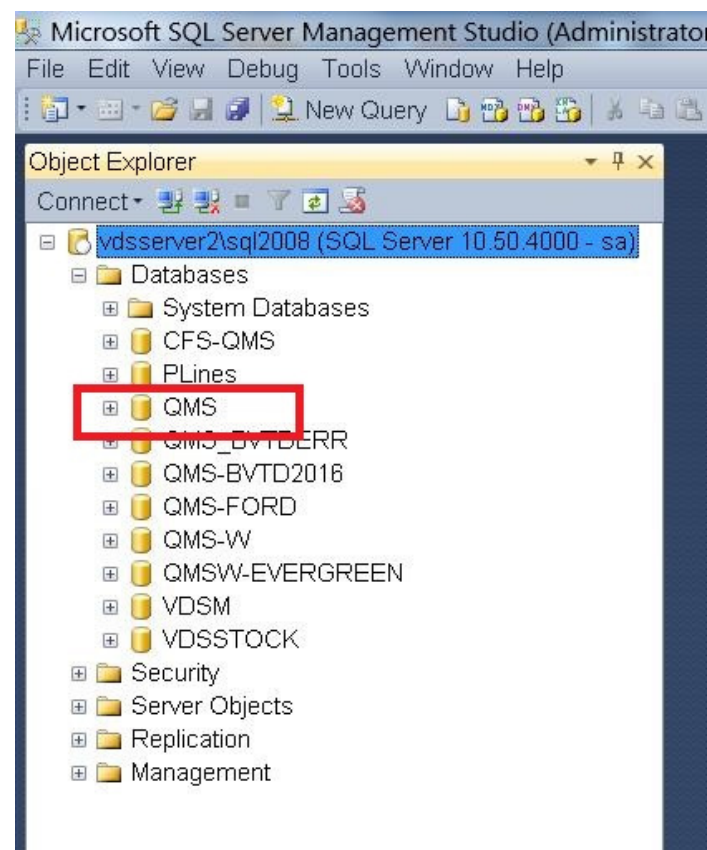 Microsoft SQL Server Management Studio (Administrator
File Edit View Debug Tools Window Help
New Query
Object Explorer
Connect
vdsserver2\sql2008 (SQL Server 10.50.4000 - sa)
Databases
System Databases
CFS-QMS
PLines
QMS
QMS_BVTDERR
QMS-BVTD2016
QMS-FORD
QMS-W
QMSW-EVERGREEN
VDSM
VDSSTOCK
Security
Server Objects
Replication
Management